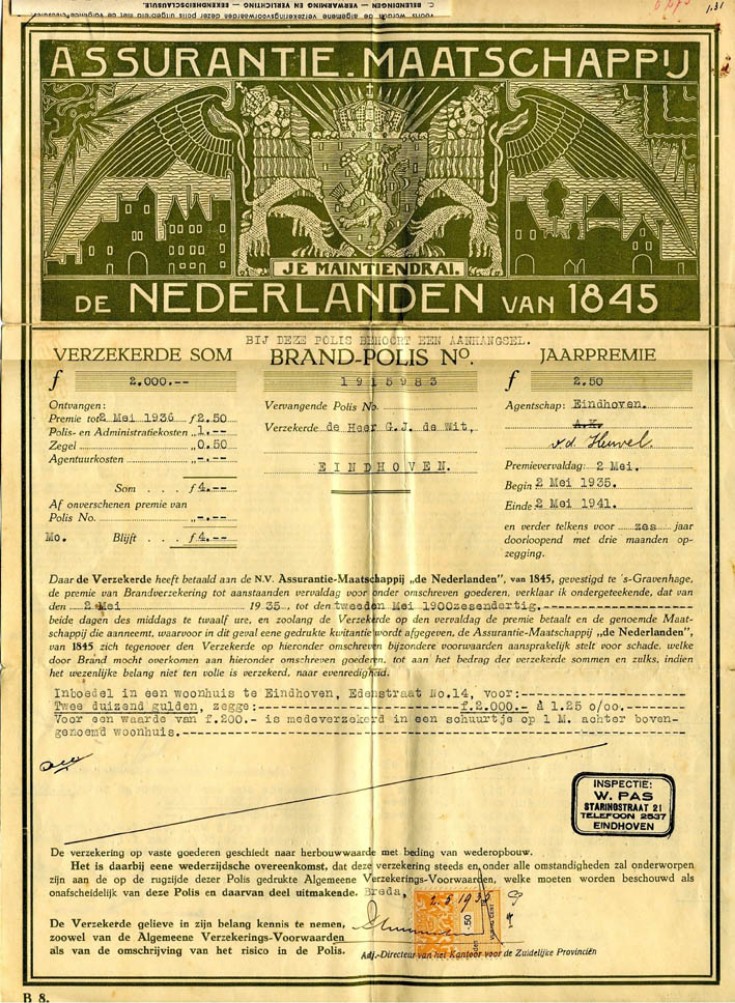 C. BELENDINGEN — VERWARMING EN VERLICHTING — EEKENDHEIDSCLAUSULE.
1.31
ASSURANTIE-MAATSCHAPPIJ
JE MAINTIENDRAI.
DE NEDERLANDEN VAN 1845
BIJ DEZE POLIS BEHOORT EEN AANHANGSEL.
VERZEKERDE SOM
f 2.000.--
Ontvangen:
Premie tot 2 Mei 1936 f 2.50
Polis- en Administratiekosten „ 1.--
Zegel „ 0.50
Agentuurkosten „ -.--
Som . . . f 4.--
Af onverschenen premie van
Polis No. „ -.--
Mo. Blijft . . . f 4.--
BRAND-POLIS No.
1915983
Vervangende Polis No.
Verzekerde de Heer G.J. de Wit,
EINDHOVEN.
JAARPREMIE
f 2.50
Agentschap: Eindhoven.
A.K.
v.d. Heuvel.
Premievervaldag: 2 Mei.
Begin 2 Mei 1935.
Einde 2 Mei 1941.
en verder telkens voor zes jaar
doorloopend met drie maanden op-
zegging.
Daar de Verzekerde heeft betaald aan de N.V. Assurantie-Maatschappij „de Nederlanden", van 1845, gevestigd te 's-Gravenhage,
de premie van Brandverzekering tot aanstaanden vervaldag voor onder omschreven goederen, verklaar ik ondergeteekende, dat van
den 2 Mei 1935, tot den tweeden Mei 1900zesendertig,
beide dagen des middags te twaalf ure, en zoolang de Verzekerde op den vervaldag de premie betaalt en de genoemde Maat-
schappij die aanneemt, waarvoor in dit geval eene gedrukte kwitantie wordt afgegeven, de Assurantie-Maatschappij „de Nederlanden",
van 1845 zich tegenover den Verzekerde op hieronder omschreven bijzondere voorwaarden aansprakelijk stelt voor schade, welke
door Brand mocht overkomen aan hieronder omschreven goederen, tot aan het bedrag der verzekerde sommen en zulks, indien
het wezenlijke belang niet ten volle is verzekerd, naar evenredigheid.
Inboedel in een woonhuis te Eindhoven, Edenstraat No.14, voor:
Twee duizend gulden, zegge: f.2.000.- à 1.25 o/oo.
Voor een waarde van f.200.- is medeverzekerd in een schuurtje op 1 M. achter boven-
genoemd woonhuis.
INSPECTIE:
W. PAS
STARINGSTRAAT 21
TELEFOON 2537
EINDHOVEN
De verzekering op vaste goederen geschiedt naar herbouwwaarde met beding van wederopbouw.
Het is daarbij eene wederzijdsche overeenkomst, dat deze verzekering steeds en onder alle omstandigheden zal onderworpen
zijn aan de op de rugzijde dezer Polis gedrukte Algemeene Verzekerings-Voorwaarden, welke moeten worden beschouwd als
onafscheidelijk van deze Polis en daarvan deel uitmakende. Breda,
De Verzekerde gelieve in zijn belang kennis te nemen,
zoowel van de Algemeene Verzekerings-Voorwaarden
als van de omschrijving van het risico in de Polis.
Adj.-Directeur van het Kantoor voor de Zuidelijke Provinciën
B 8.